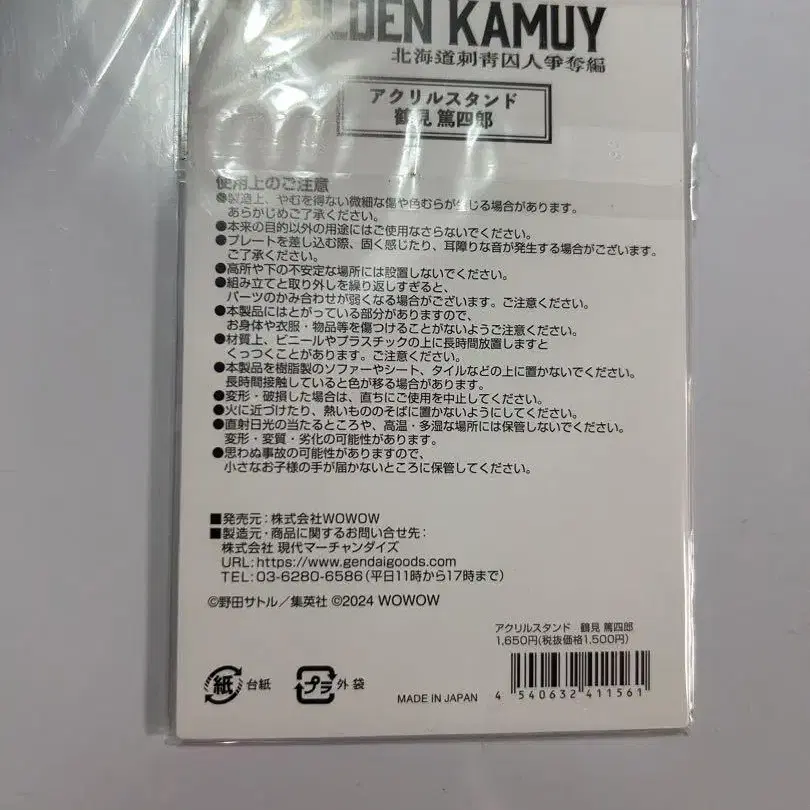 LDEN KAMUY
北海道刺青囚人争奪編
アクリルスタンド
鶴見 篤四郎
使用上のご注意
●製造上、やむを得ない微細な傷や色むらが生じる場合があります。
あらかじめご了承ください。
●本来の目的以外の用途にはご使用なさらないでください。
●プレートを差し込む際、固く感じたり、耳障りな音が発生する場合がございます。
ご了承ください。
●高所や下の不安定な場所には設置しないでください。
●組み立てと取り外しを繰り返しすぎると、
パーツのかみ合わせが弱くなる場合がございます。ご注意ください。
●本製品にはとがっている部分がありますので、
お身体や衣服・物品等を傷つけることがないようご注意ください。
●材質上、ビニールやプラスチックの上に長時間放置しますと
くっつくことがあります。ご注意ください。
●本製品を樹脂製のソファーやシート、タイルなどの上に置かないでください。
長時間接触していると色が移る場合があります。
●変形・破損した場合は、直ちにご使用を中止してください。
●火に近づけたり、熱いもののそばに置かないようにしてください。
●直射日光の当たるところや、高温・多湿な場所には保管しないでください。
変形・変質・劣化の可能性があります。
●思わぬ事故の可能性がありますので、
小さなお子様の手が届かないところに保管してください。
■発売元:株式会社WOWOW
■製造元・商品に関するお問い合せ先:
株式会社 現代マーチャンダイズ
URL:https://www.gendaigoods.com
TEL:03-6280-6586(平日11時から17時まで)
©野田サトル/集英社 ©2024 WOWOW
アクリルスタンド 鶴見 篤四郎
1,650円(税抜価格1,500円)
紙 台紙 プラ 外袋
MADE IN JAPAN
4 540632 411561